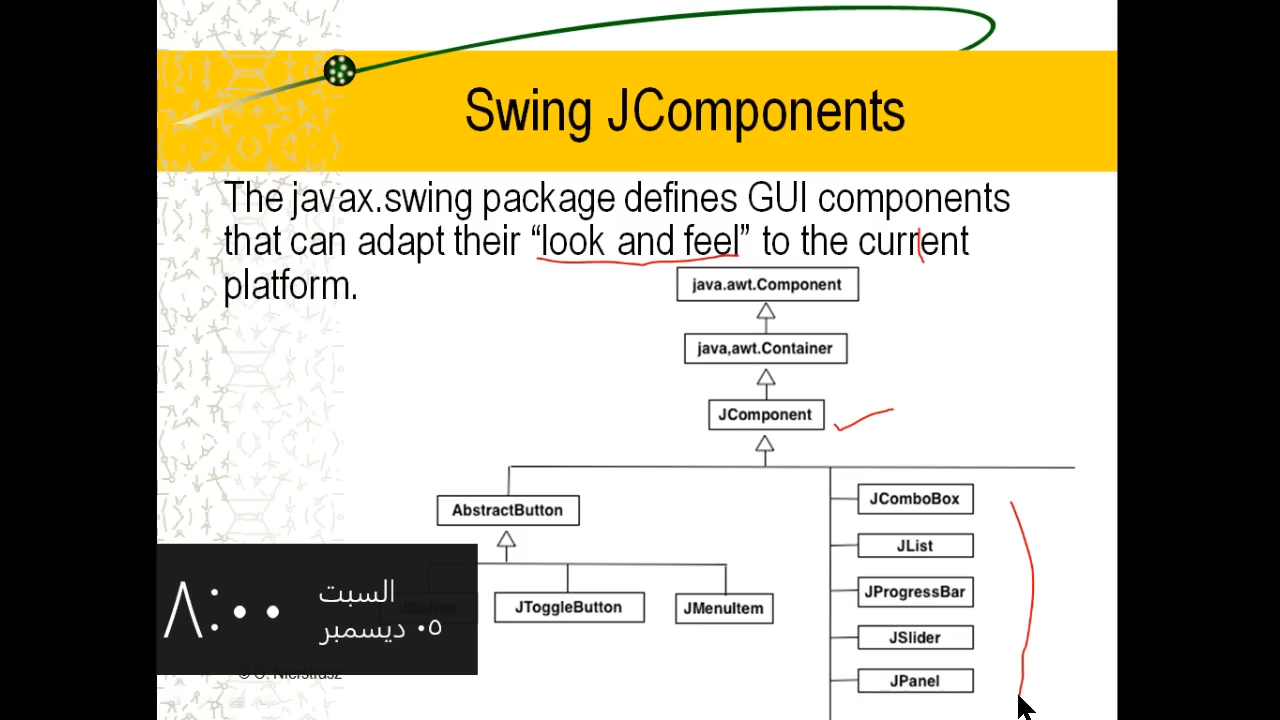 Swing JComponents
The javax.swing package defines GUI components
that can adapt their “look and feel” to the current
platform.
java.awt.Component
java,awt.Container
JComponent
AbstractButton
JButton
JToggleButton
JMenuItem
JComboBox
JList
JProgressBar
JSlider
JPanel
٨:٠٠
السبت
٠٥ ديسمبر
© O. Nierstrasz